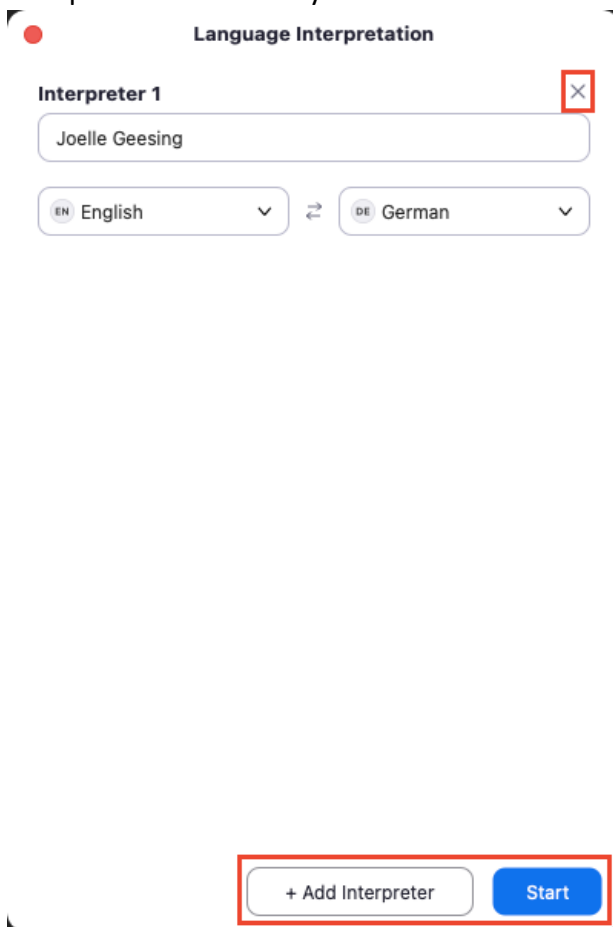 Language Interpretation
Interpreter 1
Joelle Geesing
EN English DE German
+ Add Interpreter Start